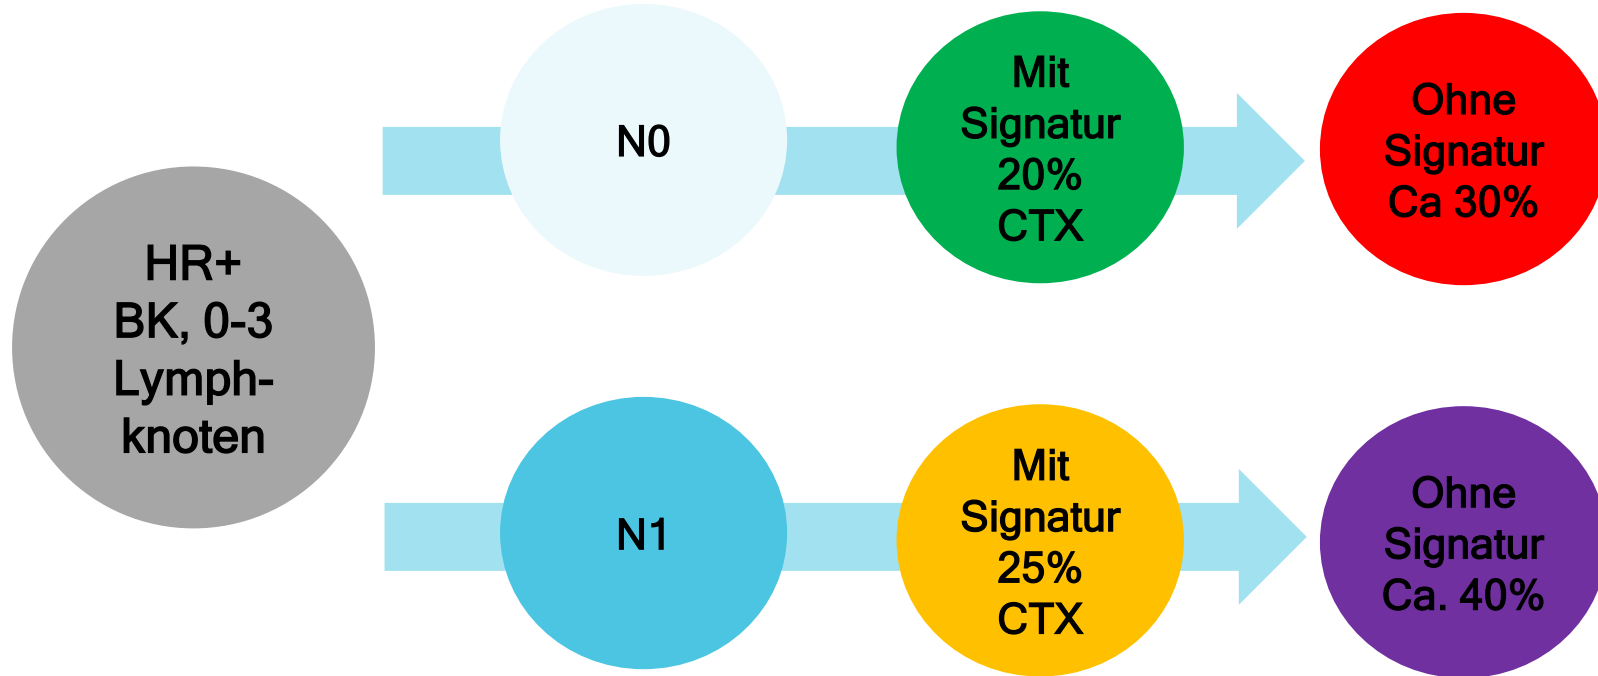 HR+
BK, 0-3
Lymph-
knoten
N0
Mit
Signatur
20%
CTX
Ohne
Signatur
Ca 30%
N1
Mit
Signatur
25%
CTX
Ohne
Signatur
Ca. 40%